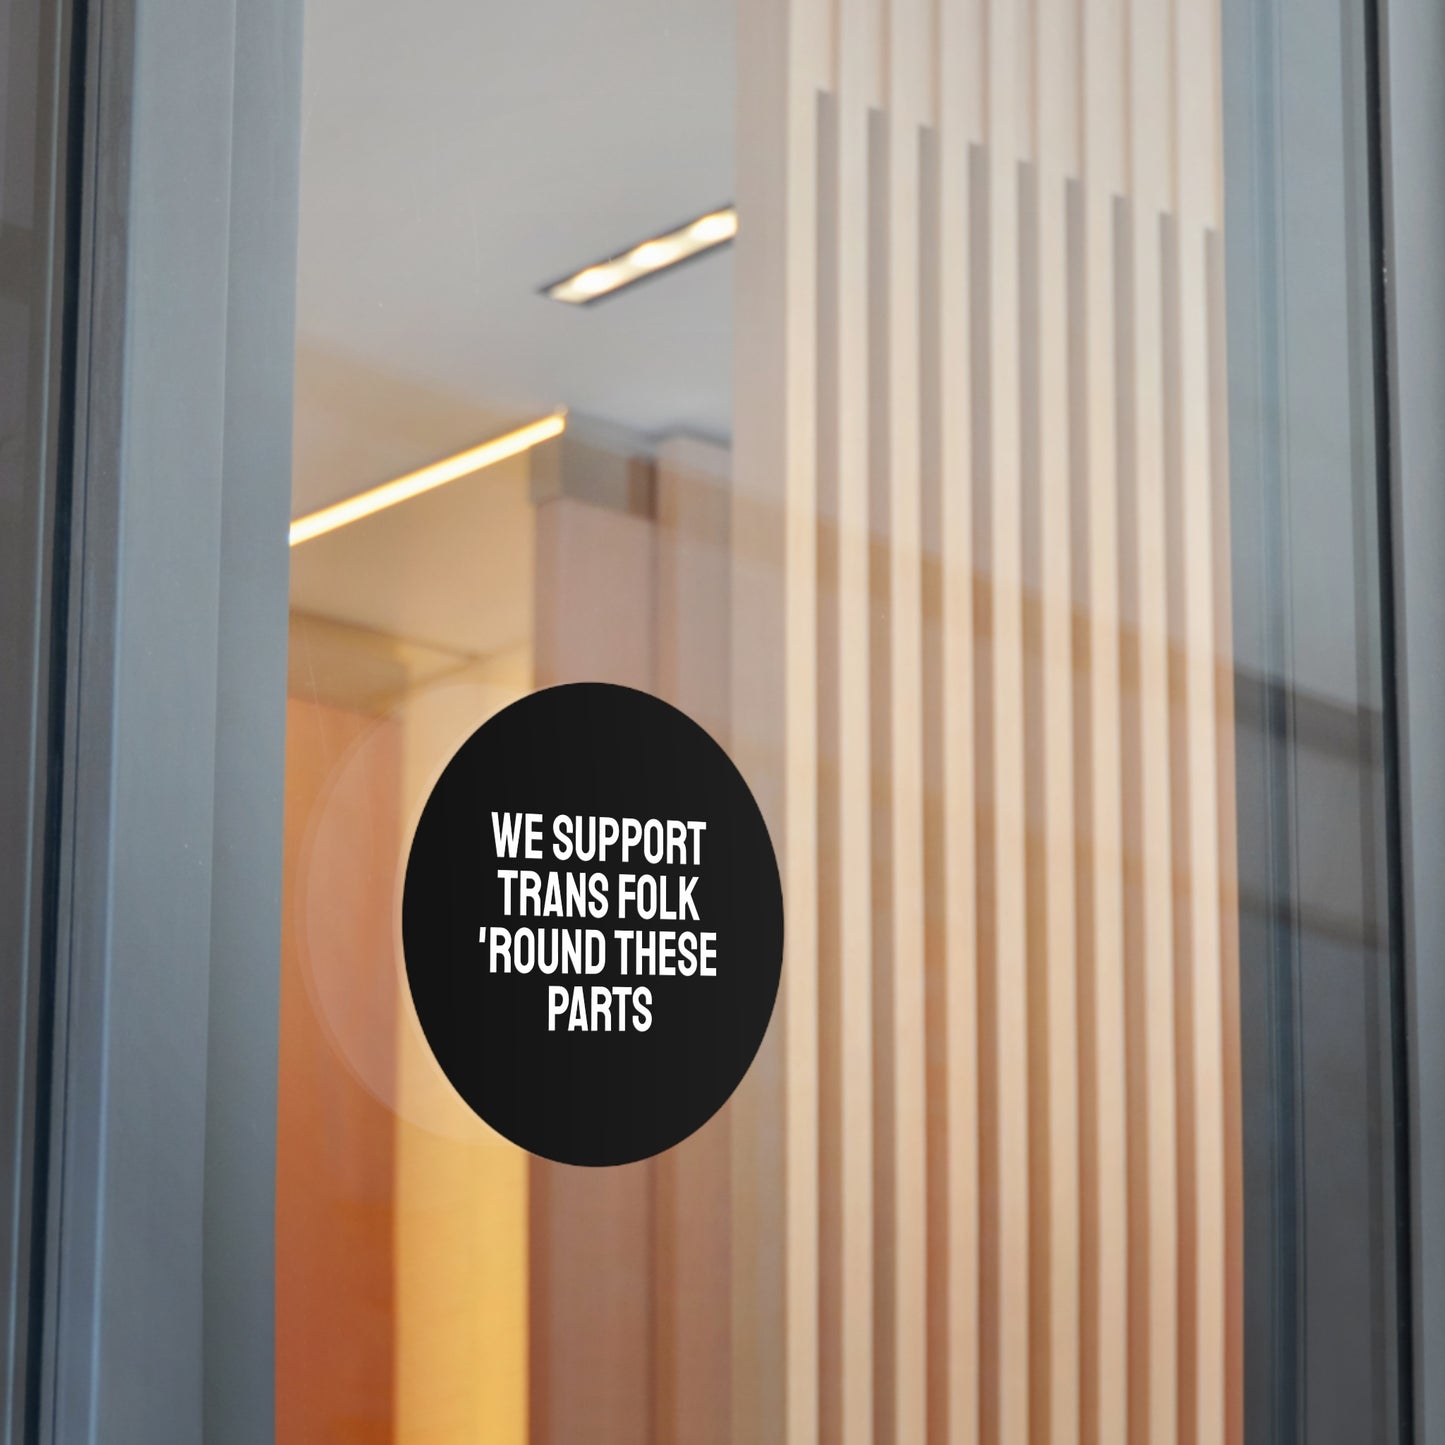 WE SUPPORT
TRANS FOLK
'ROUND THESE
PARTS